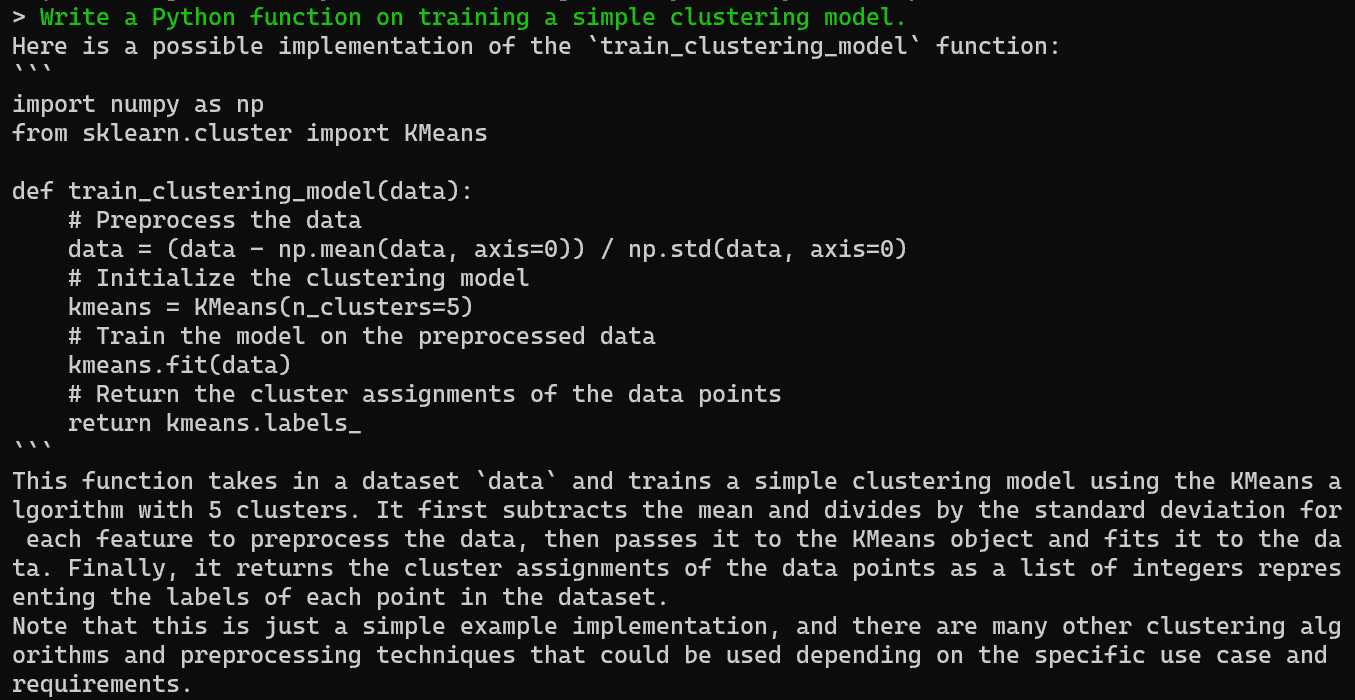 > Write a Python function on training a simple clustering model.
Here is a possible implementation of the `train_clustering_model` function:
```
import numpy as np
from sklearn.cluster import KMeans

def train_clustering_model(data):
    # Preprocess the data
    data = (data - np.mean(data, axis=0)) / np.std(data, axis=0)
    # Initialize the clustering model
    kmeans = KMeans(n_clusters=5)
    # Train the model on the preprocessed data
    kmeans.fit(data)
    # Return the cluster assignments of the data points
    return kmeans.labels_
```
This function takes in a dataset `data` and trains a simple clustering model using the KMeans a
lgorithm with 5 clusters. It first subtracts the mean and divides by the standard deviation for
 each feature to preprocess the data, then passes it to the KMeans object and fits it to the da
ta. Finally, it returns the cluster assignments of the data points as a list of integers repres
enting the labels of each point in the dataset.
Note that this is just a simple example implementation, and there are many other clustering alg
orithms and preprocessing techniques that could be used depending on the specific use case and
requirements.